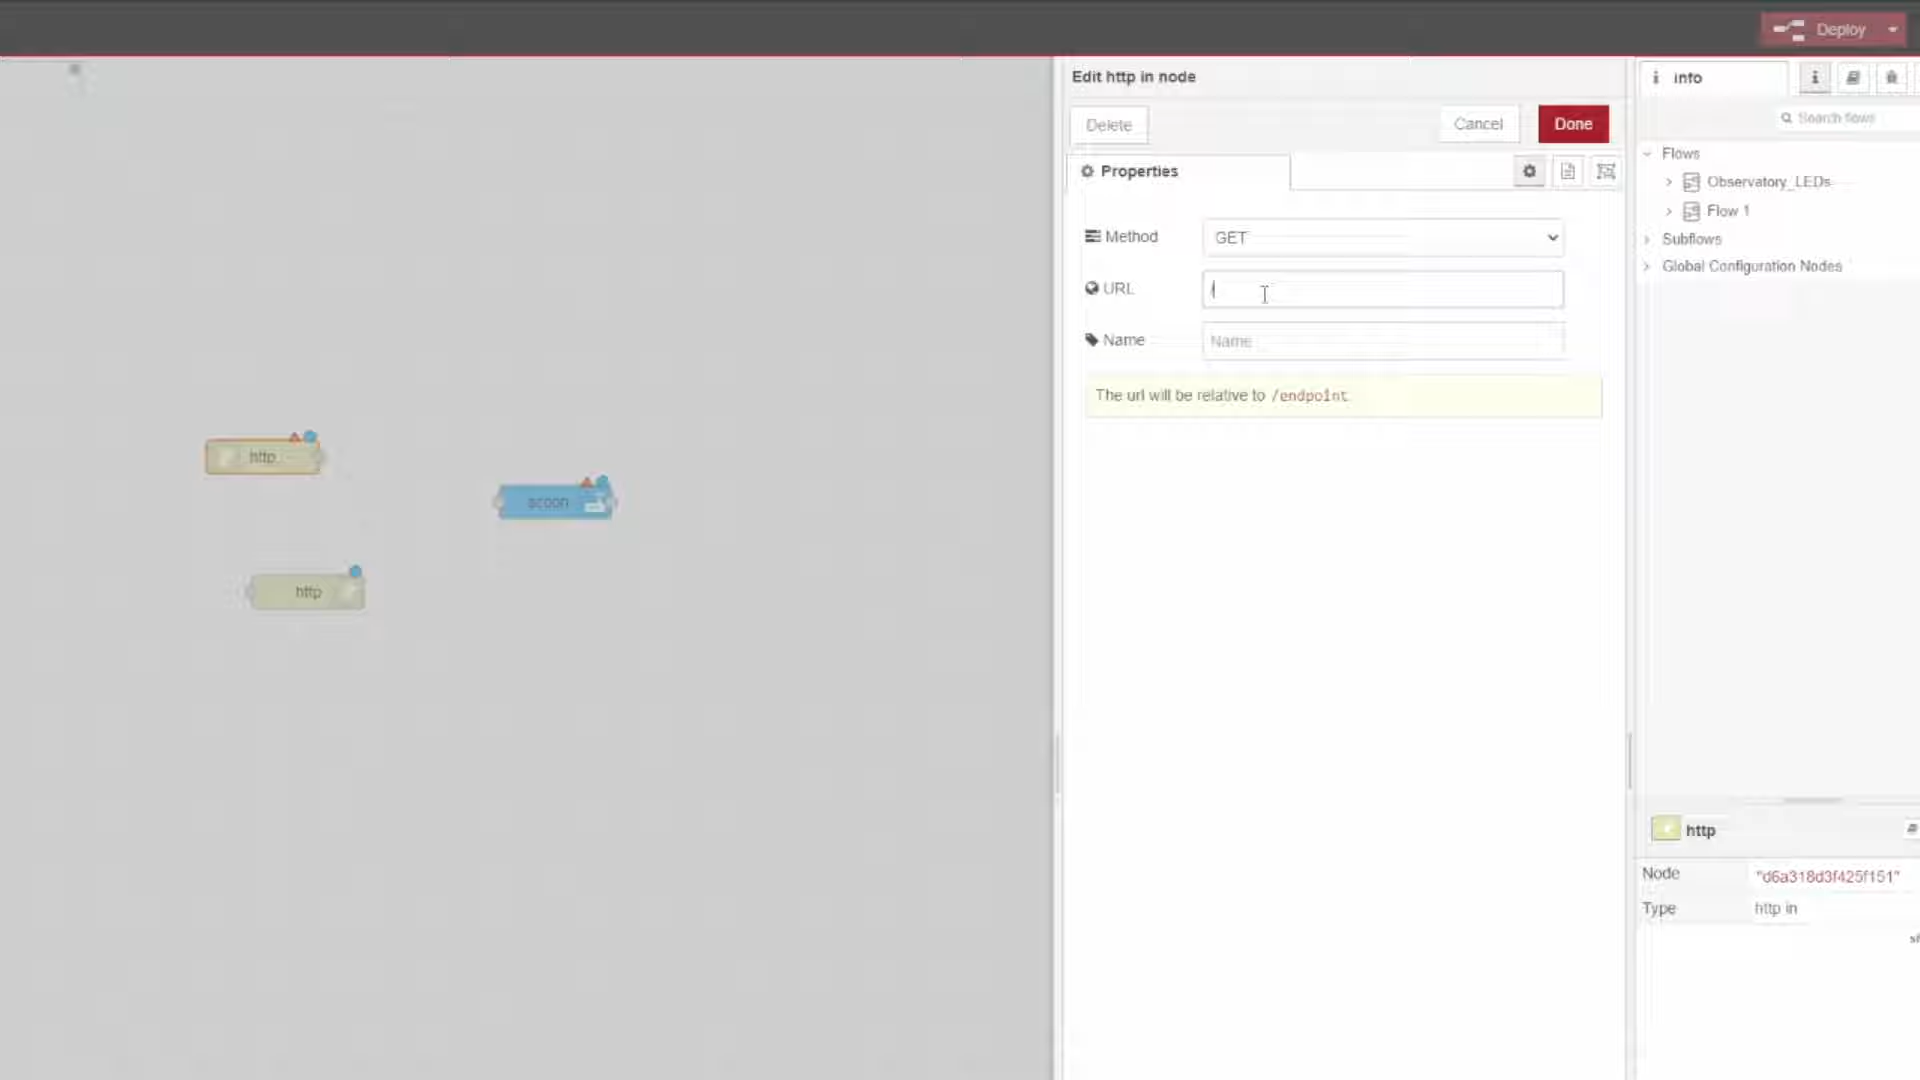 Deploy
Edit http in node
info
Delete
Cancel
Done
Search flows
Flows
Properties
Observatory_LEDs
Flow 1
Method
GET
Subflows
Global Configuration Nodes
URL
/
Name
Name
The url will be relative to /endpoint
http
http
http
Node
"d6a318d3f425f151"
Type
http in